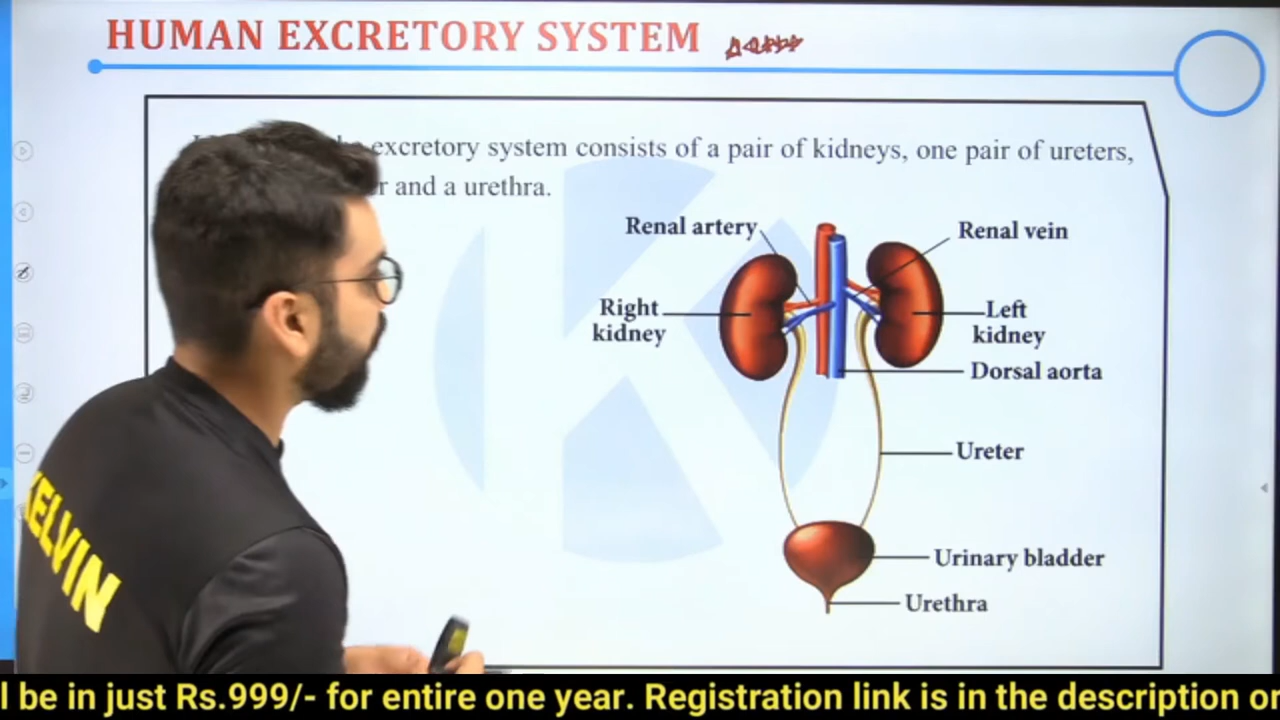 HUMAN EXCRETORY SYSTEM
excretory system consists of a pair of kidneys, one pair of ureters,
and a urethra.
Renal artery
Renal vein
Right
kidney
Left
kidney
Dorsal aorta
Ureter
Urinary bladder
Urethra
KELVIN
l be in just Rs.999/- for entire one year. Registration link is in the description or